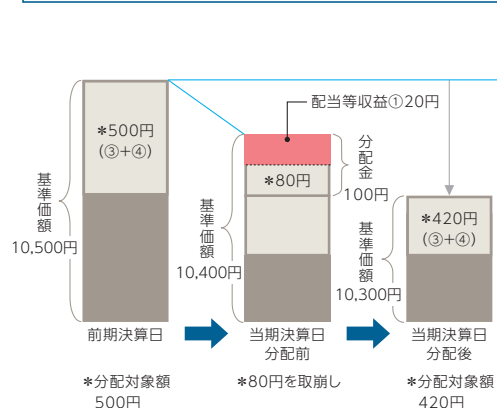 配当等収益①20円
*500円
(③+④)
分配金
100円
*80円
*420円
(③+④)
基準価額
10,500円
基準価額
10,400円
基準価額
10,300円
前期決算日
当期決算日
分配前
当期決算日
分配後
*分配対象額
500円
*80円を取崩し
*分配対象額
420円